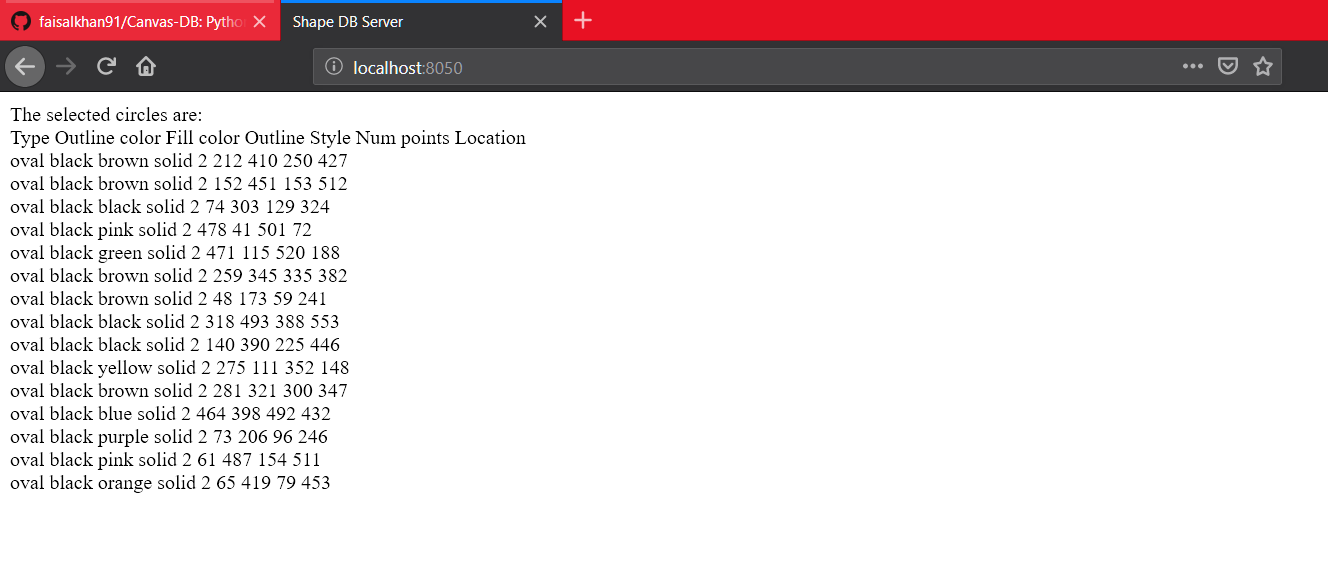 faisalkhan91/Canvas-DB: Pytho
Shape DB Server
localhost:8050
The selected circles are:
Type Outline color Fill color Outline Style Num points Location
oval black brown solid 2 212 410 250 427
oval black brown solid 2 152 451 153 512
oval black black solid 2 74 303 129 324
oval black pink solid 2 478 41 501 72
oval black green solid 2 471 115 520 188
oval black brown solid 2 259 345 335 382
oval black brown solid 2 48 173 59 241
oval black black solid 2 318 493 388 553
oval black black solid 2 140 390 225 446
oval black yellow solid 2 275 111 352 148
oval black brown solid 2 281 321 300 347
oval black blue solid 2 464 398 492 432
oval black purple solid 2 73 206 96 246
oval black pink solid 2 61 487 154 511
oval black orange solid 2 65 419 79 453